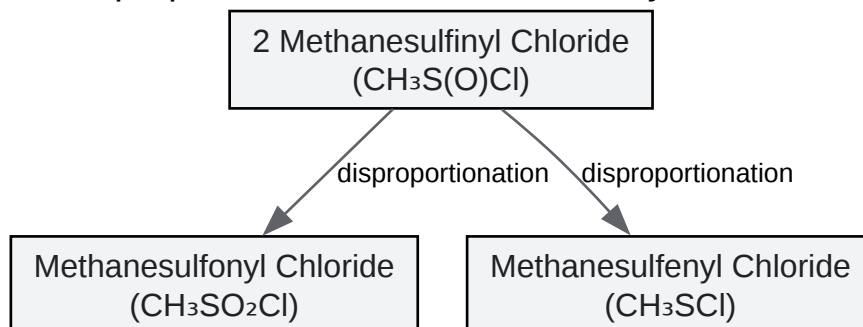 2 Methanesulfinyl Chloride
(CH₃S(O)Cl)
disproportionation disproportionation
Methanesulfonyl Chloride
(CH₃SO₂Cl)
Methanesulfenyl Chloride
(CH₃SCl)